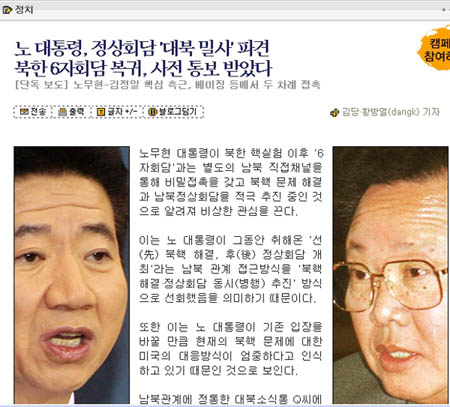 정치
노 대통령, 정상회담 '대북 밀사' 파견
북한 6자회담 복귀, 사전 통보 받았다
캠페
참여하
[단독 보도] 노무현-김정일 핵심 측근, 베이징 등에서 두 차례 접촉
전송 출력 글자 +/- 블로그담기
김당·황방열(dangk) 기자
노무현 대통령이 북한 핵실험 이후 '6
자회담'과는 별도의 남북 직접채널을
통해 비밀접촉을 갖고 북핵 문제 해결
과 남북정상회담을 적극 추진 중인 것
으로 알려져 비상한 관심을 끈다.
이는 노 대통령이 그동안 취해온 '선
(先) 북핵 해결, 후(後) 정상회담 개
최'라는 남북 관계 접근방식을 '북핵
해결·정상회담 동시(병행) 추진' 방식
으로 선회했음을 의미하기 때문이다.
또한 이는 노 대통령이 기존 입장을
바꿀 만큼 현재의 북핵 문제에 대한
미국의 대응방식이 엄중하다고 인식
하고 있기 때문인 것으로 보인다.
남북관계에 정통한 대북소식통 Q씨에